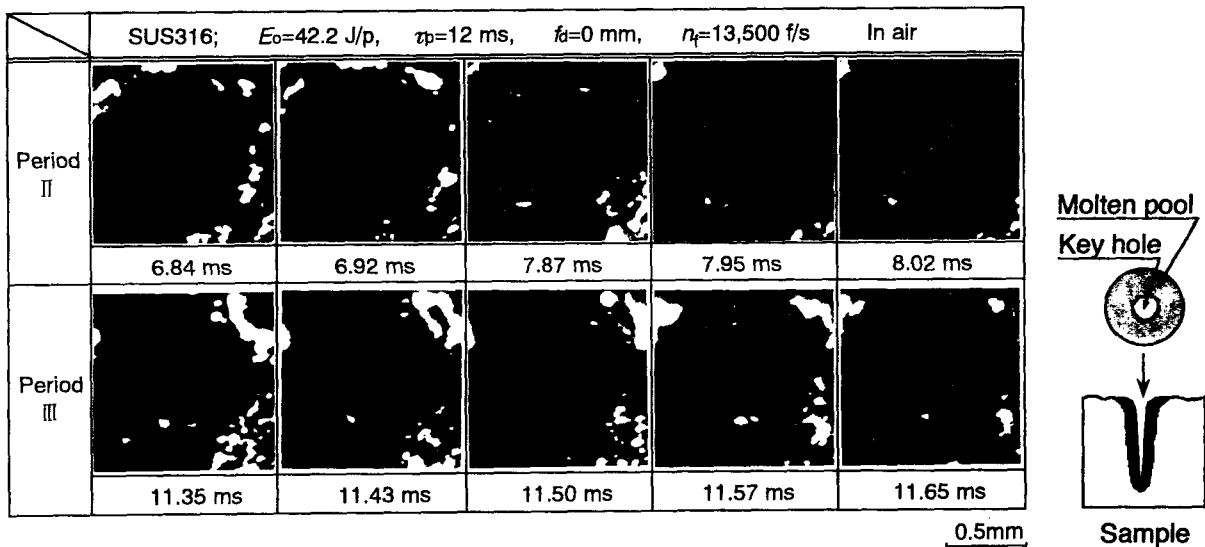 SUS316; Eo=42.2 J/p, τp=12 ms, fd=0 mm, nf=13,500 f/s In air
Period
II
6.84 ms 6.92 ms 7.87 ms 7.95 ms 8.02 ms
Period
III
11.35 ms 11.43 ms 11.50 ms 11.57 ms 11.65 ms
0.5mm
Molten pool
Key hole
Sample